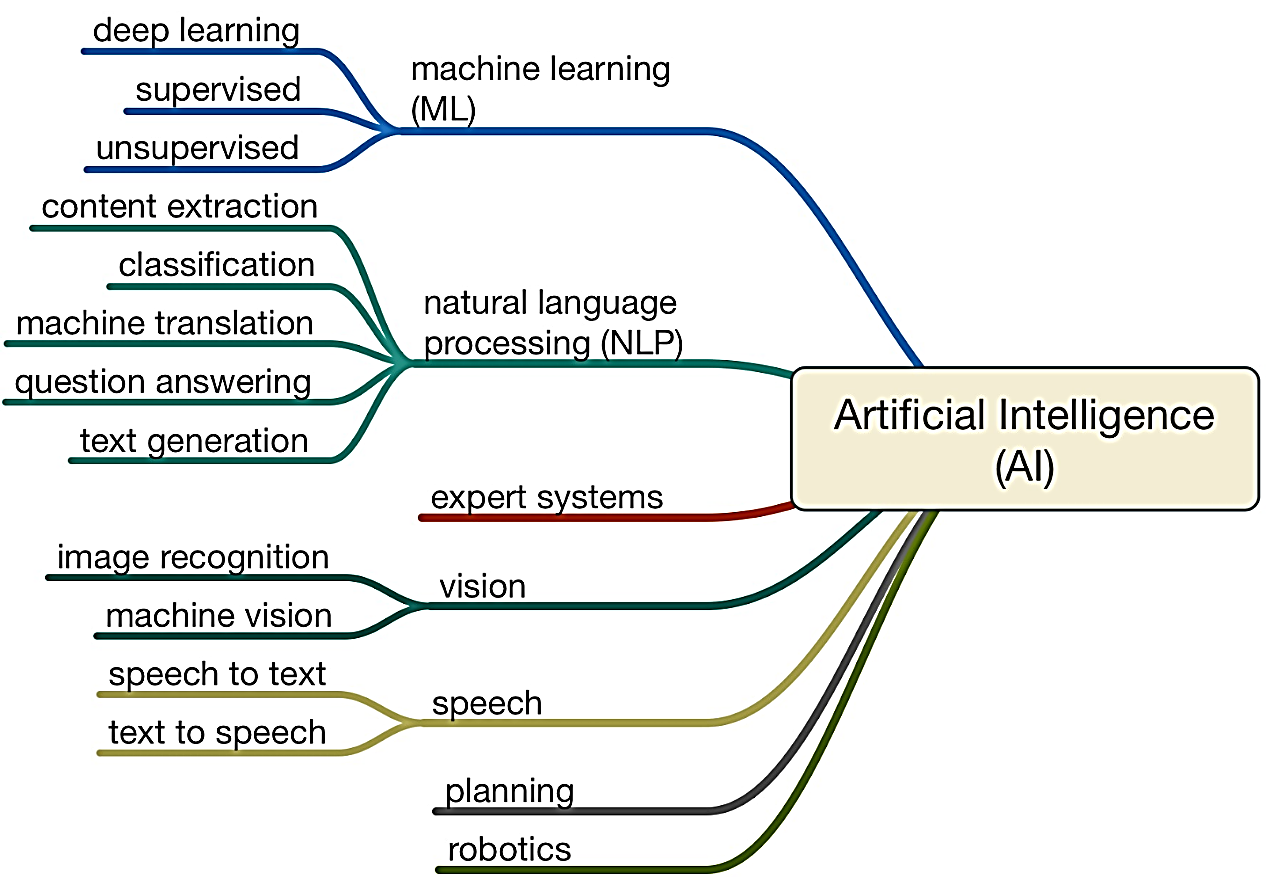 deep learning
supervised
unsupervised
machine learning
(ML)
content extraction
classification
machine translation
question answering
text generation
natural language
processing (NLP)
Artificial Intelligence
(AI)
expert systems
image recognition
machine vision
vision
speech to text
text to speech
speech
planning
robotics